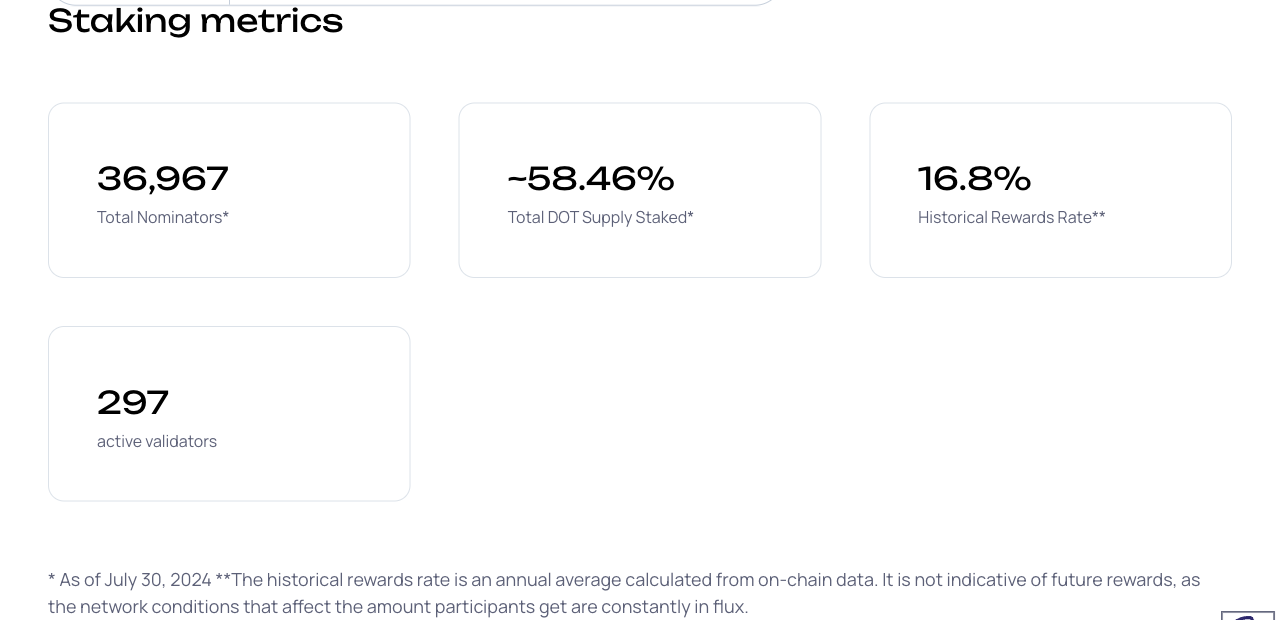 Staking metrics
36,967
Total Nominators*
~58.46%
Total DOT Supply Staked*
16.8%
Historical Rewards Rate**
297
active validators
* As of July 30, 2024 **The historical rewards rate is an annual average calculated from on-chain data. It is not indicative of future rewards, as
the network conditions that affect the amount participants get are constantly in flux.